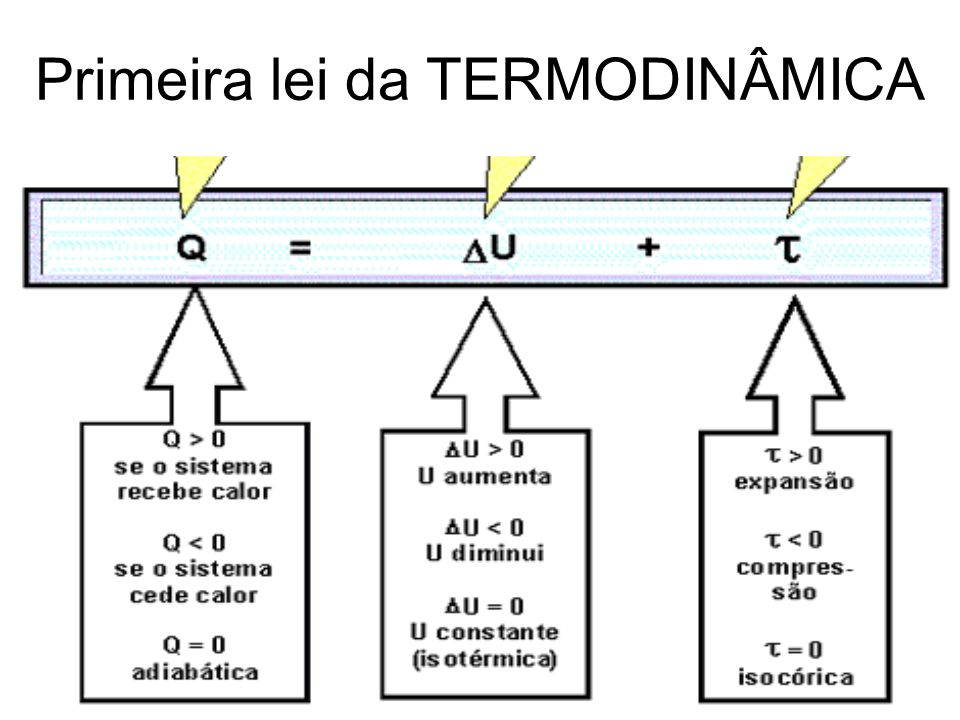 Primeira lei da TERMODINÂMICA
Q = ΔU + τ
Q > 0
se o sistema
recebe calor
Q < 0
se o sistema
cede calor
Q = 0
adiabática
ΔU > 0
U aumenta
ΔU < 0
U diminui
ΔU = 0
U constante
(isotérmica)
τ > 0
expansão
τ < 0
compres-
são
τ = 0
isocórica